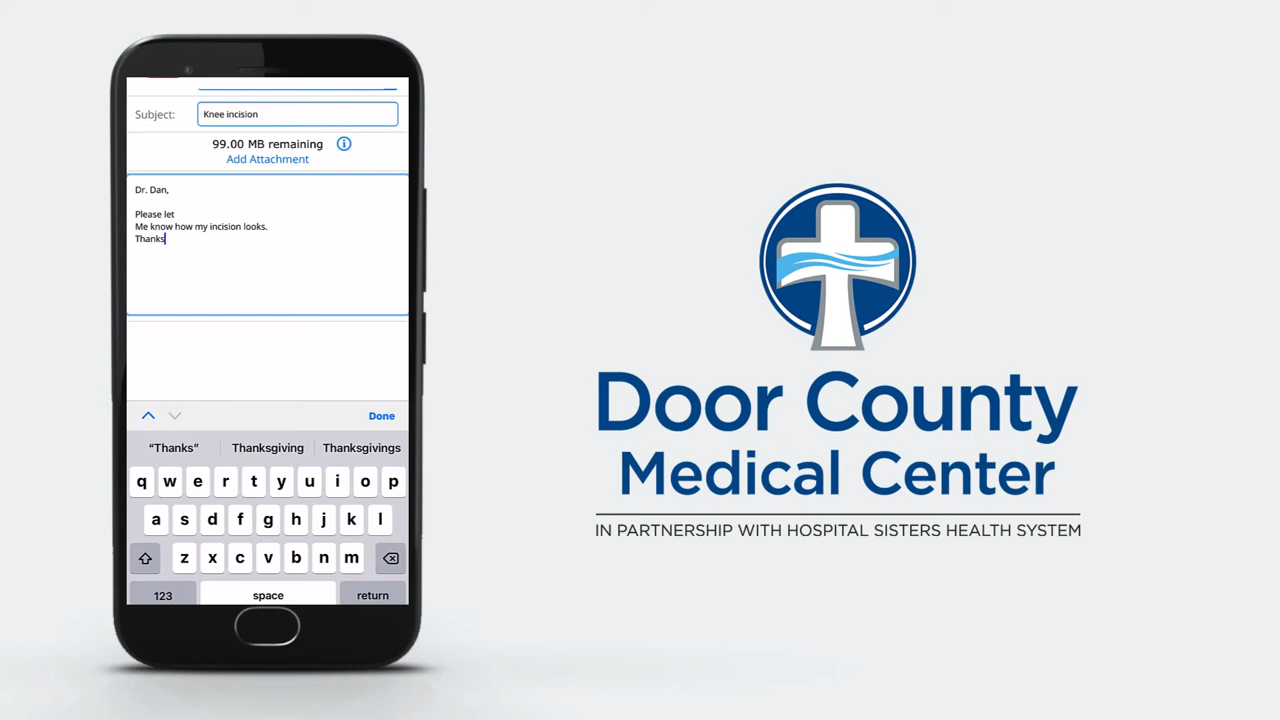 Subject:
Knee incision
99.00 MB remaining
Add Attachment
Dr. Dan,
Please let
Me know how my incision looks.
Thanks
Done
“Thanks” Thanksgiving Thanksgivings
q w e r t y u i o p
a s d f g h j k l
z x c v b n m
123 space return
Door County
Medical Center
IN PARTNERSHIP WITH HOSPITAL SISTERS HEALTH SYSTEM